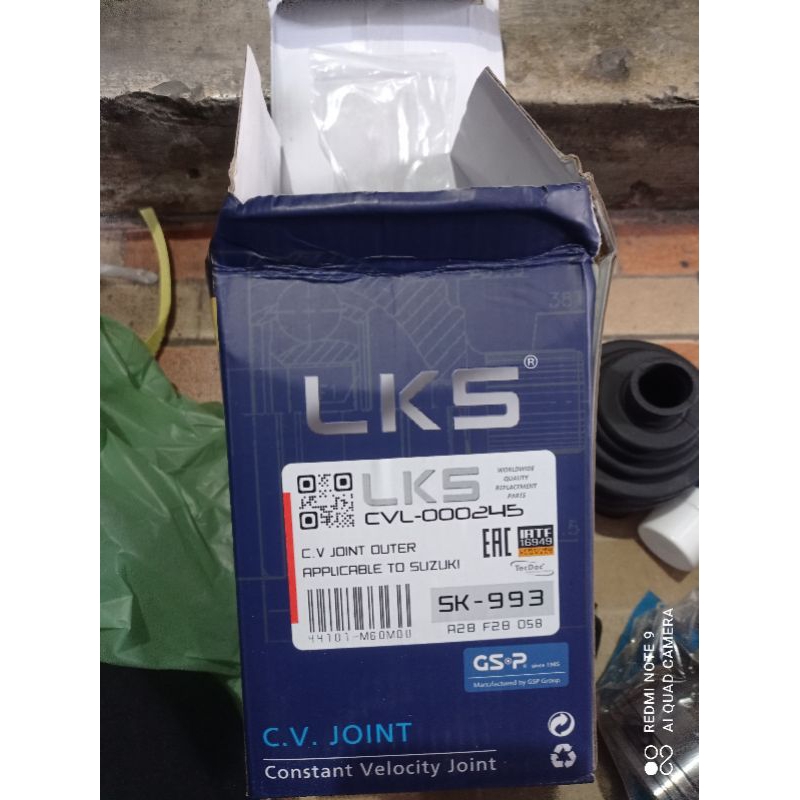 LKS®
LKS
WORLDWIDE
QUALITY
REPLACEMENT
PARTS
CVL-000245
C.V JOINT OUTER
APPLICABLE TO SUZUKI
EAC
IATF
16949
TecDoc
SK-993
44101-M60M00
A28 F28 O58
GSP® since 1985
Manufactured by GSP Group
C.V. JOINT
Constant Velocity Joint
REDMI NOTE 9
AI QUAD CAMERA